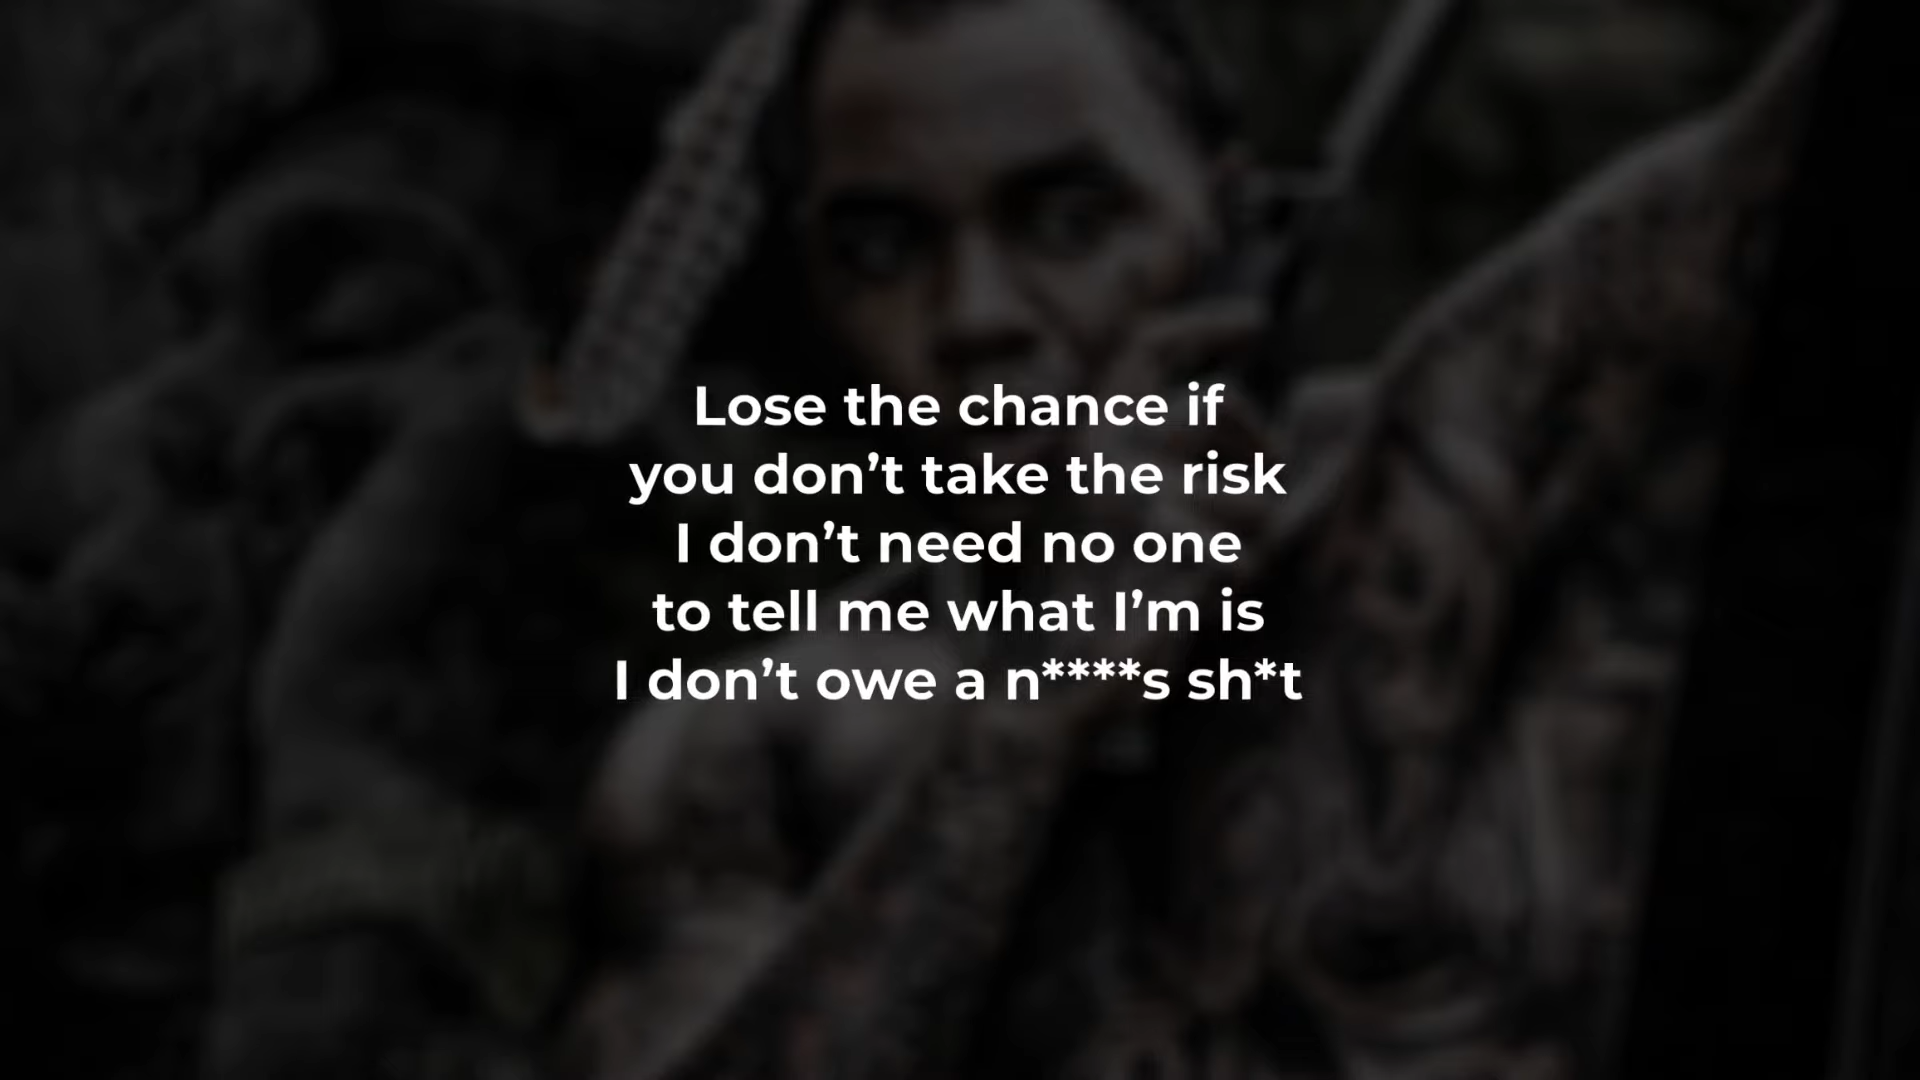 Lose the chance if
you don’t take the risk
I don’t need no one
to tell me what I’m is
I don’t owe a n****s sh*t